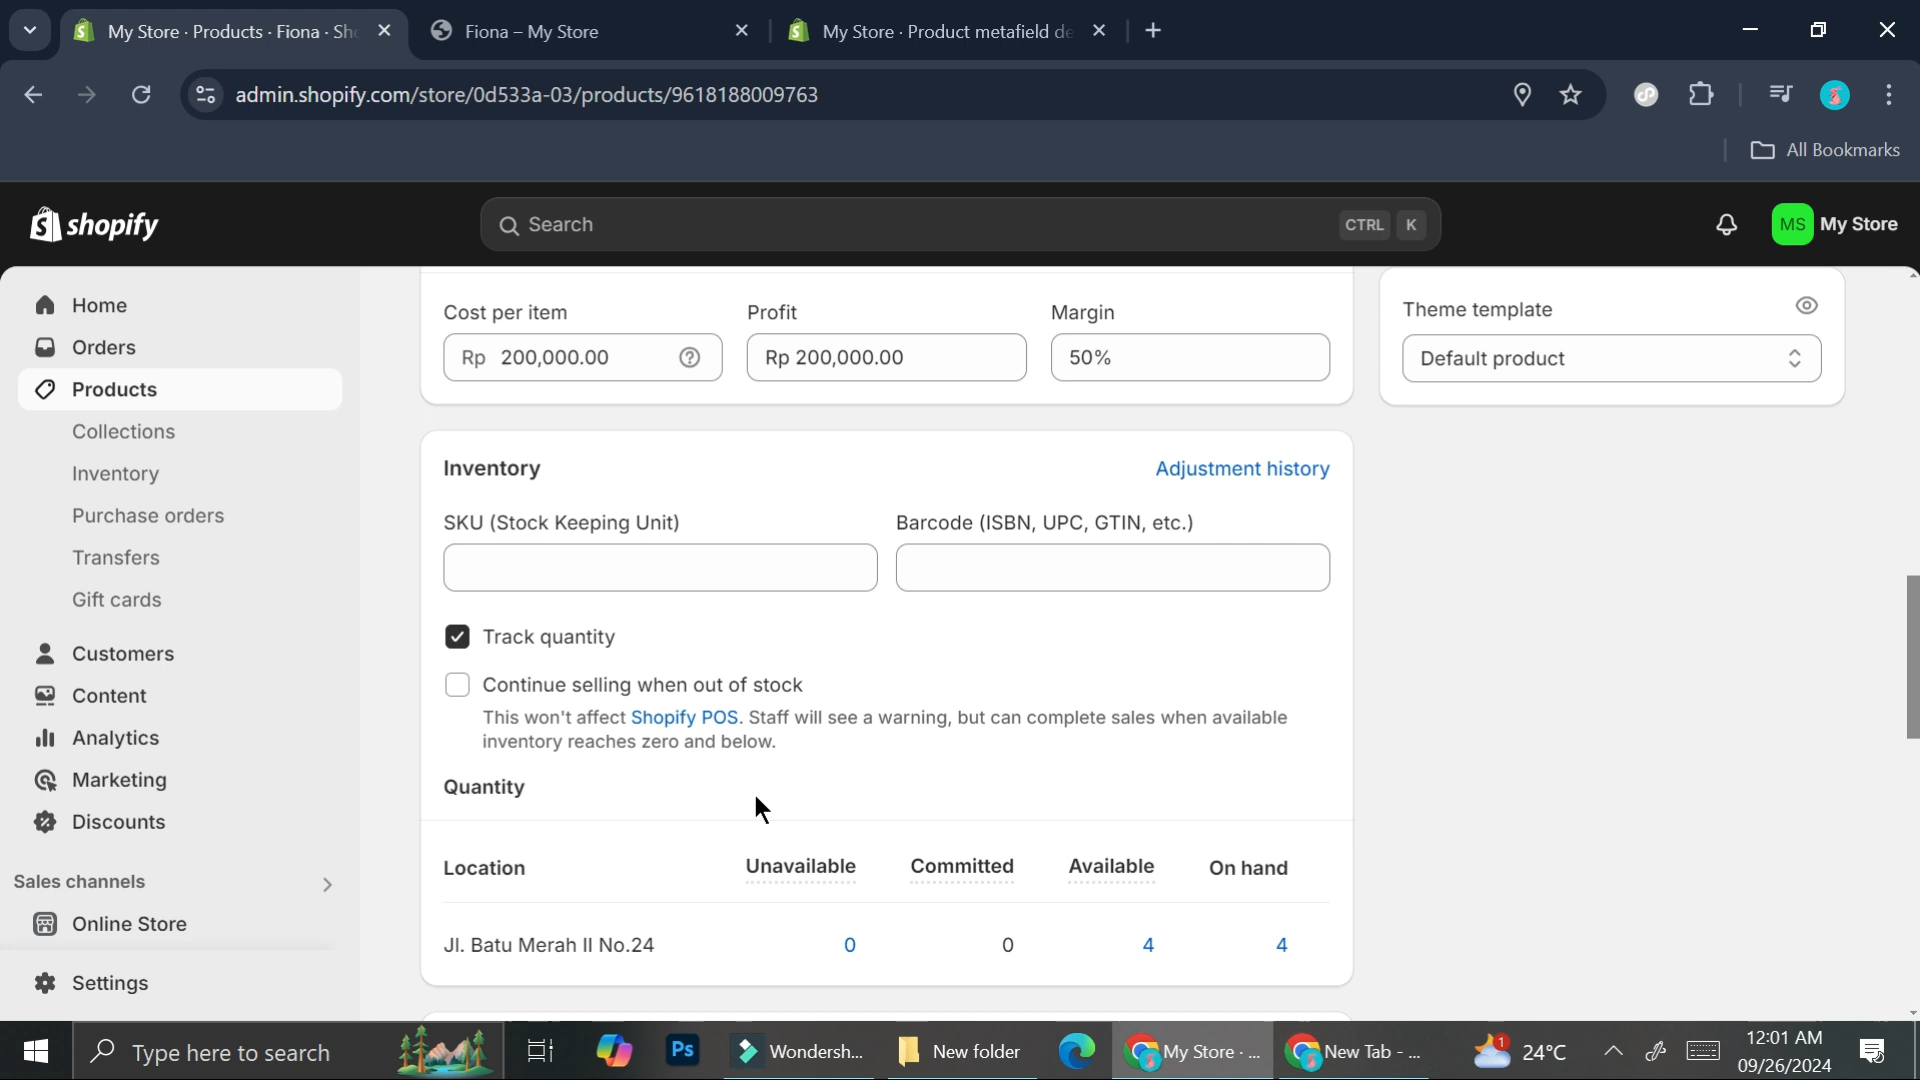 My Store · Products · Fiona · Sh
Fiona – My Store
My Store · Product metafield de
admin.shopify.com/store/0d533a-03/products/9618188009763
All Bookmarks
shopify
Search
CTRL K
MS My Store
Home
Orders
Products
Collections
Inventory
Purchase orders
Transfers
Gift cards
Customers
Content
Analytics
Marketing
Discounts
Sales channels
Online Store
Settings
Cost per item Profit Margin
Rp 200,000.00 Rp 200,000.00 50%
Theme template
Default product
Inventory Adjustment history
SKU (Stock Keeping Unit) Barcode (ISBN, UPC, GTIN, etc.)
Track quantity
Continue selling when out of stock
This won't affect Shopify POS. Staff will see a warning, but can complete sales when available
inventory reaches zero and below.
Quantity
Location Unavailable Committed Available On hand
Jl. Batu Merah II No.24 0 0 4 4
Type here to search
Ps
Wondersh...
New folder
My Store · ...
New Tab - ...
1
24°C
12:01 AM
09/26/2024